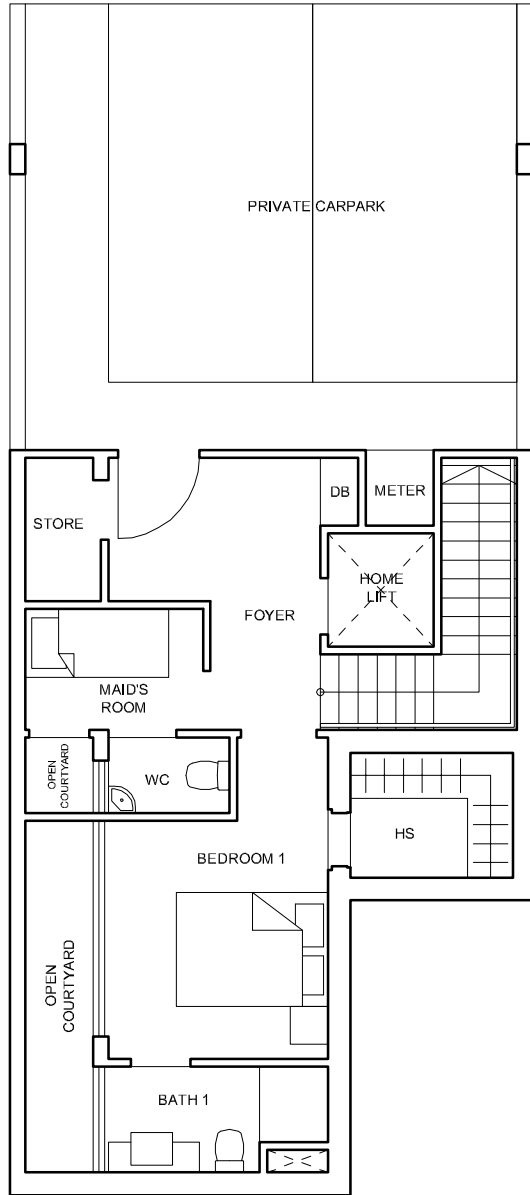 PRIVATE CARPARK
DB
METER
STORE
HOME
LIFT
FOYER
MAID'S
ROOM
OPEN
COURTYARD
WC
HS
BEDROOM 1
OPEN
COURTYARD
BATH 1